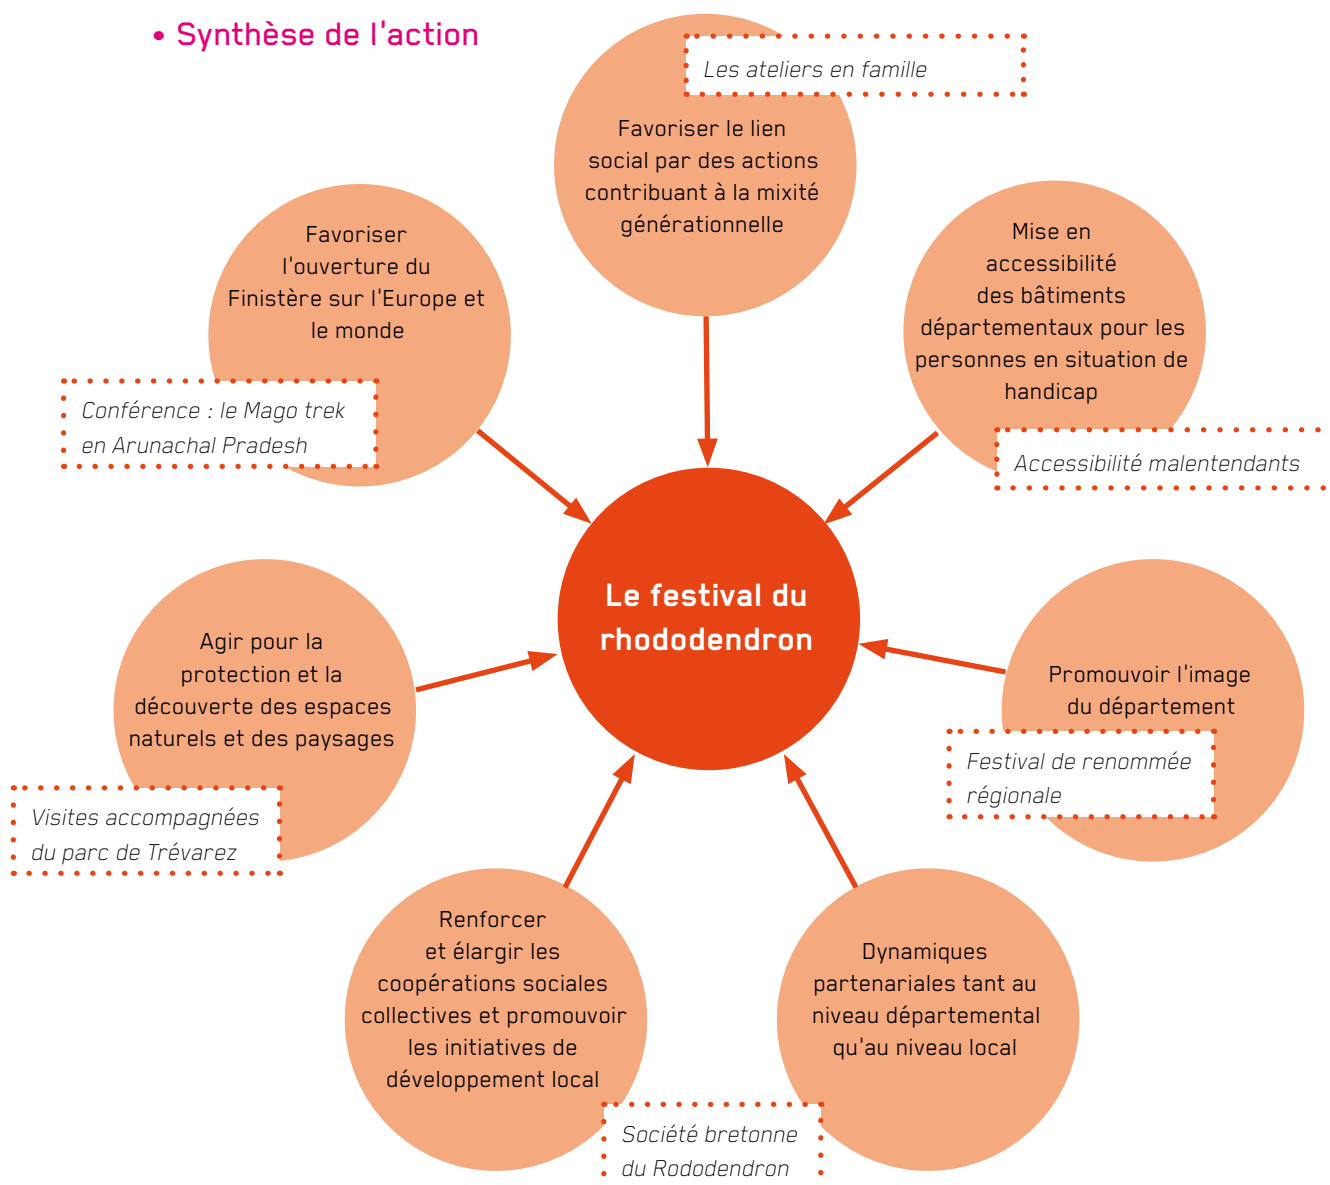 • Synthèse de l'action
Les ateliers en famille
Favoriser le lien
social par des actions
contribuant à la mixité
générationnelle
Favoriser
l'ouverture du
Finistère sur l'Europe et
le monde
Conférence : le Mago trek
en Arunachal Pradesh
Mise en
accessibilité
des bâtiments
départementaux pour les
personnes en situation de
handicap
Accessibilité malentendants
Le festival du
rhododendron
Agir pour la
protection et la
découverte des espaces
naturels et des paysages
Visites accompagnées
du parc de Trévarez
Promouvoir l'image
du département
Festival de renommée
régionale
Renforcer
et élargir les
coopérations sociales
collectives et promouvoir
les initiatives de
développement local
Dynamiques
partenariales tant au
niveau départemental
qu'au niveau local
Société bretonne
du Rododendron